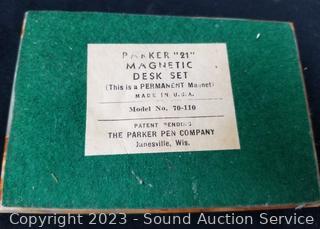 PARKER "21"
MAGNETIC
DESK SET
(This is a PERMANENT Magnet)
MADE IN U.S.A.
Model No. 70-110
PATENT PENDING
THE PARKER PEN COMPANY
Janesville, Wis.
Copyright © 2023 - Sound Auction Service